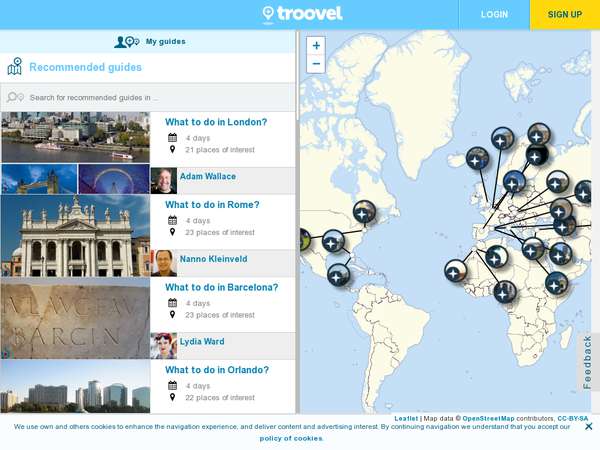 troovel
LOGIN
SIGN UP
My guides
Recommended guides
Search for recommended guides in ...
What to do in London?
4 days
21 places of interest
Adam Wallace
What to do in Rome?
4 days
23 places of interest
Nanno Kleinveld
What to do in Barcelona?
4 days
23 places of interest
BARCIN
Lydia Ward
What to do in Orlando?
4 days
22 places of interest
+
−
Feedback
Leaflet | Map data © OpenStreetMap contributors, CC-BY-SA
We use own and others cookies to enhance the navigation experience, and deliver content and advertising interest. By continuing navigation we understand that you accept our
policy of cookies.
×